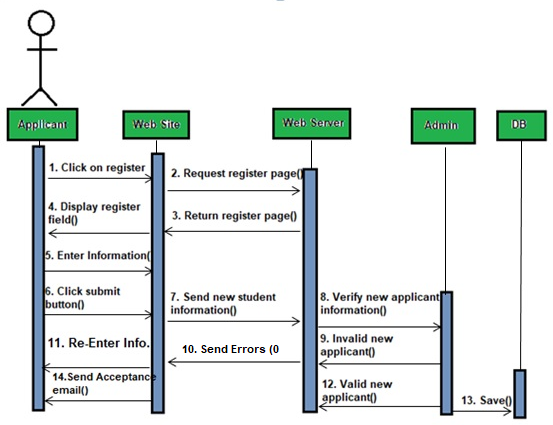 Applicant
Web Site
Web Server
Admin
DB
1. Click on register
2. Request register page()
3. Return register page()
4. Display register
field()
5. Enter Information()
6. Click submit
button()
7. Send new student
information()
8. Verify new applicant
information()
9. Invalid new
applicant()
10. Send Errors (0
11. Re-Enter Info.
12. Valid new
applicant()
13. Save()
14.Send Acceptance
email()